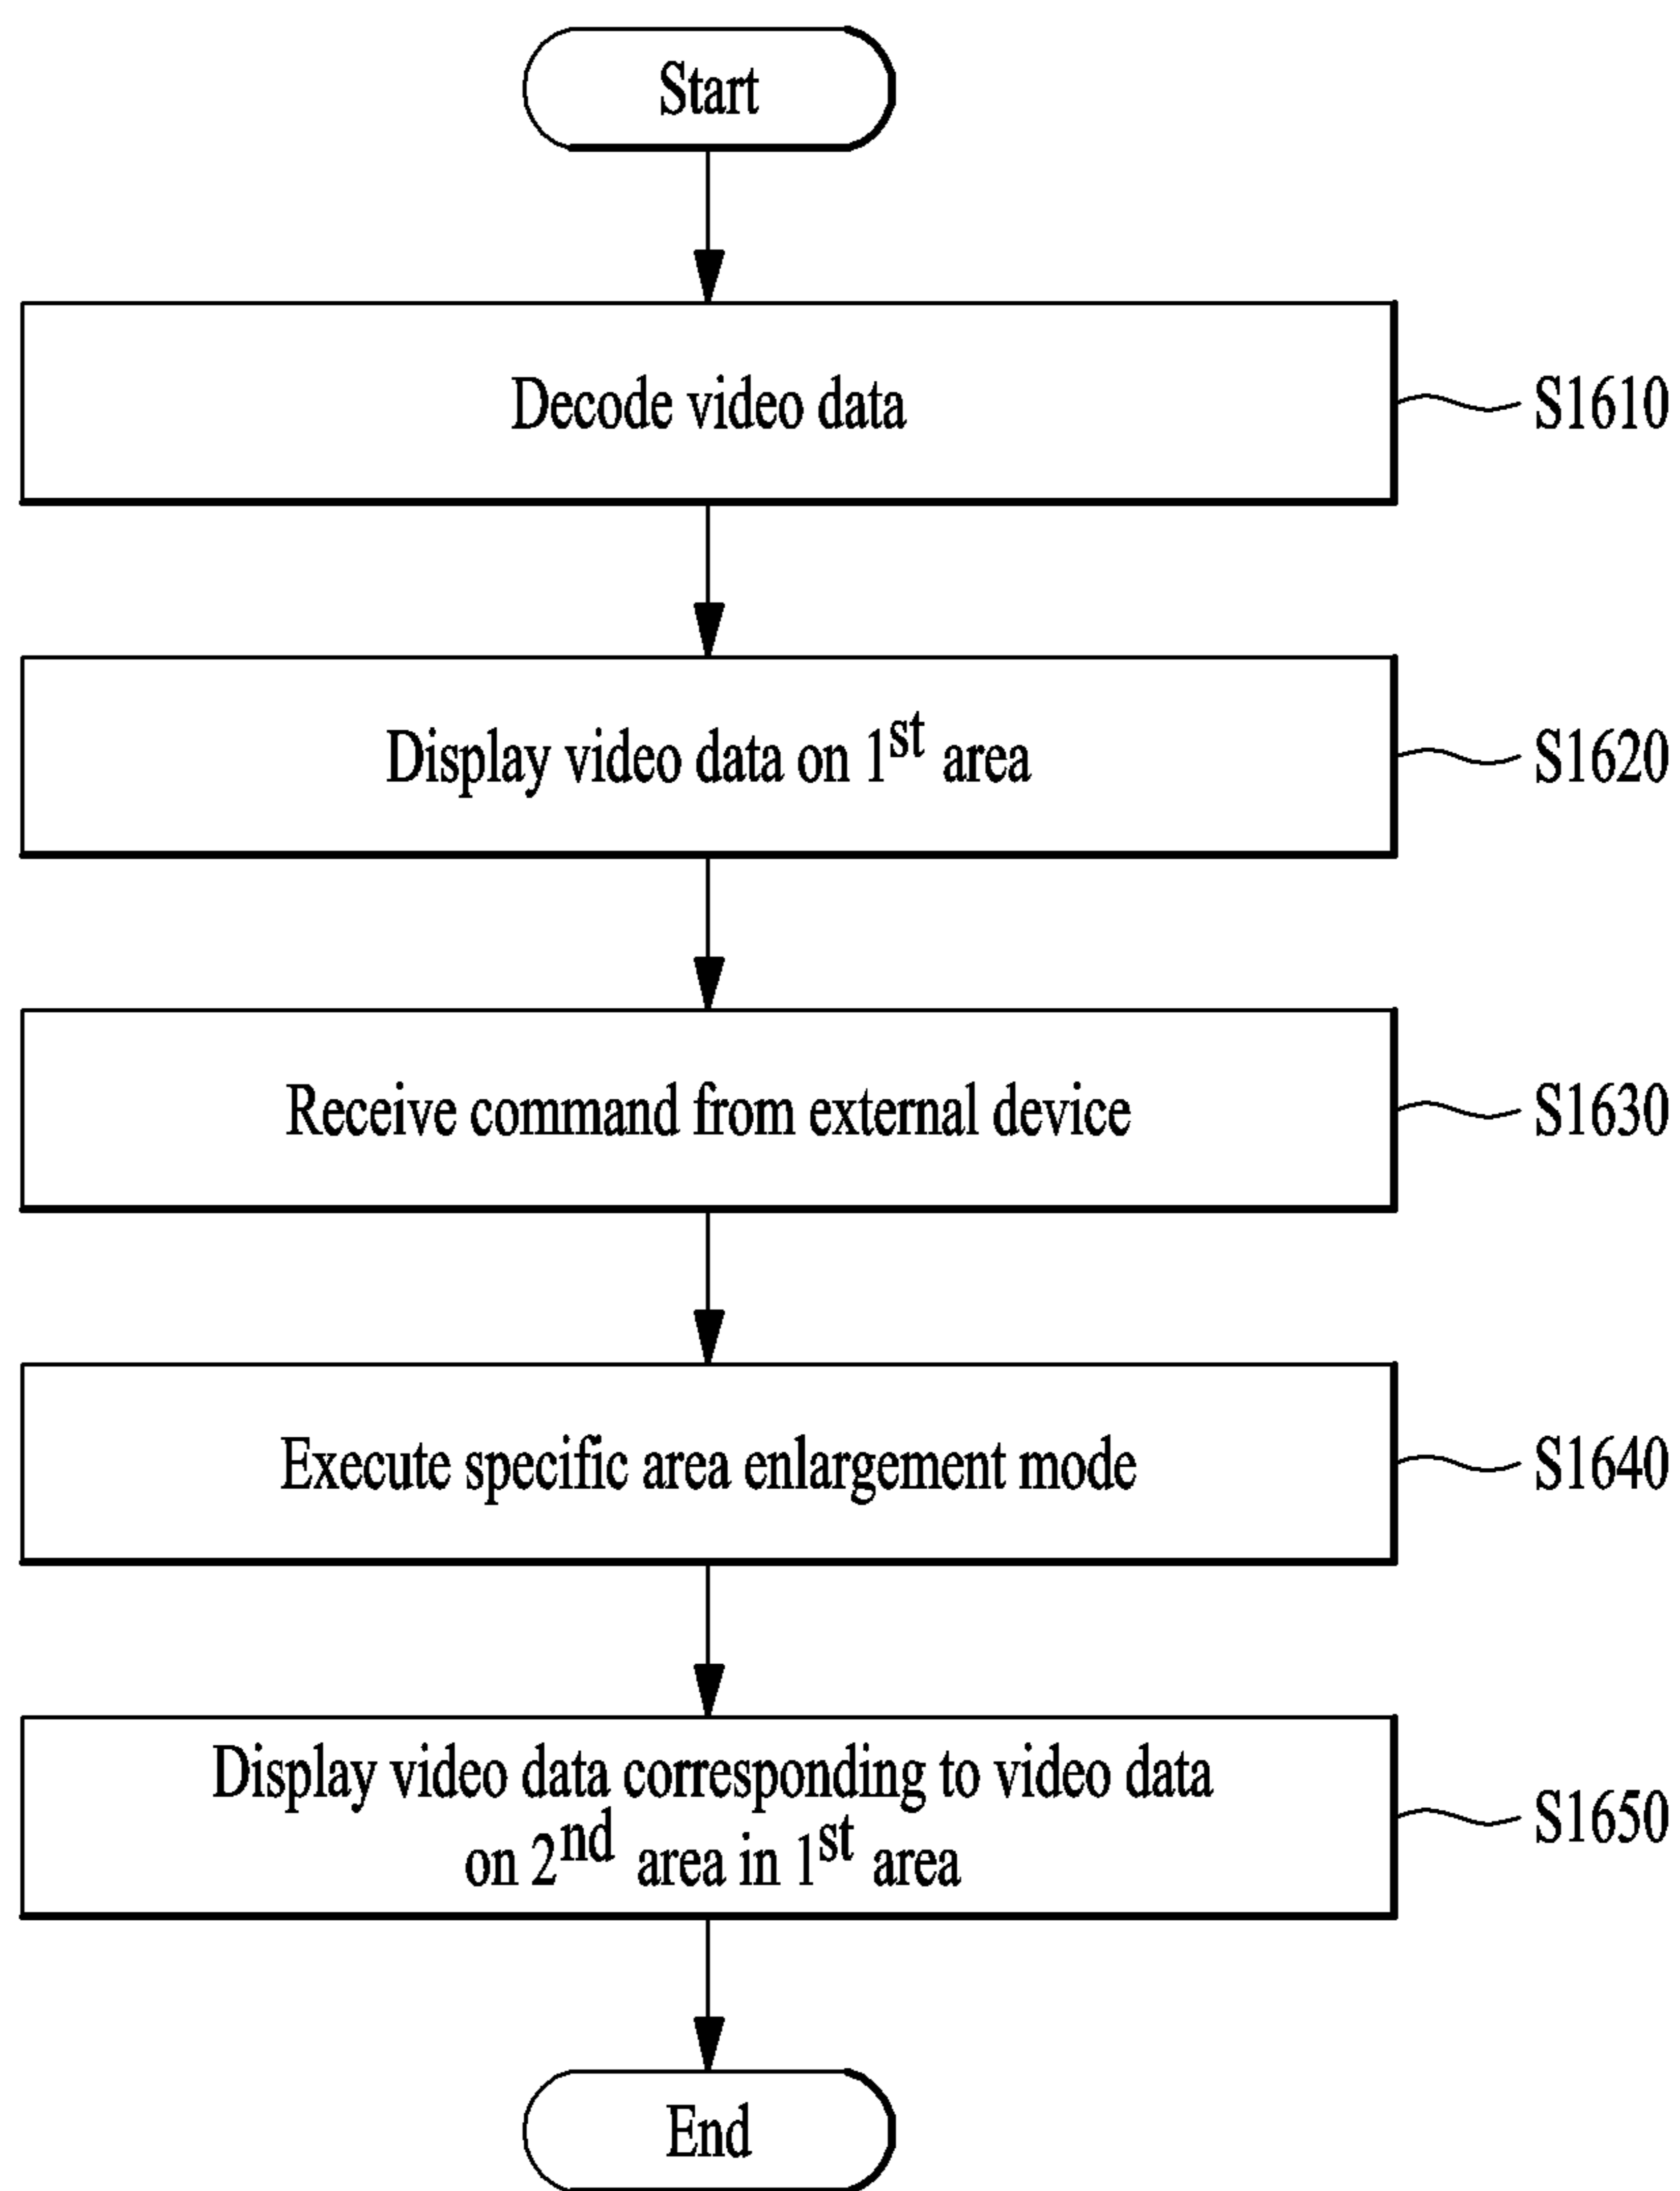 Start
Decode video data
S1610
Display video data on 1st area
S1620
Receive command from external device
S1630
Execute specific area enlargement mode
S1640
Display video data corresponding to video data
on 2nd area in 1st area
S1650
End